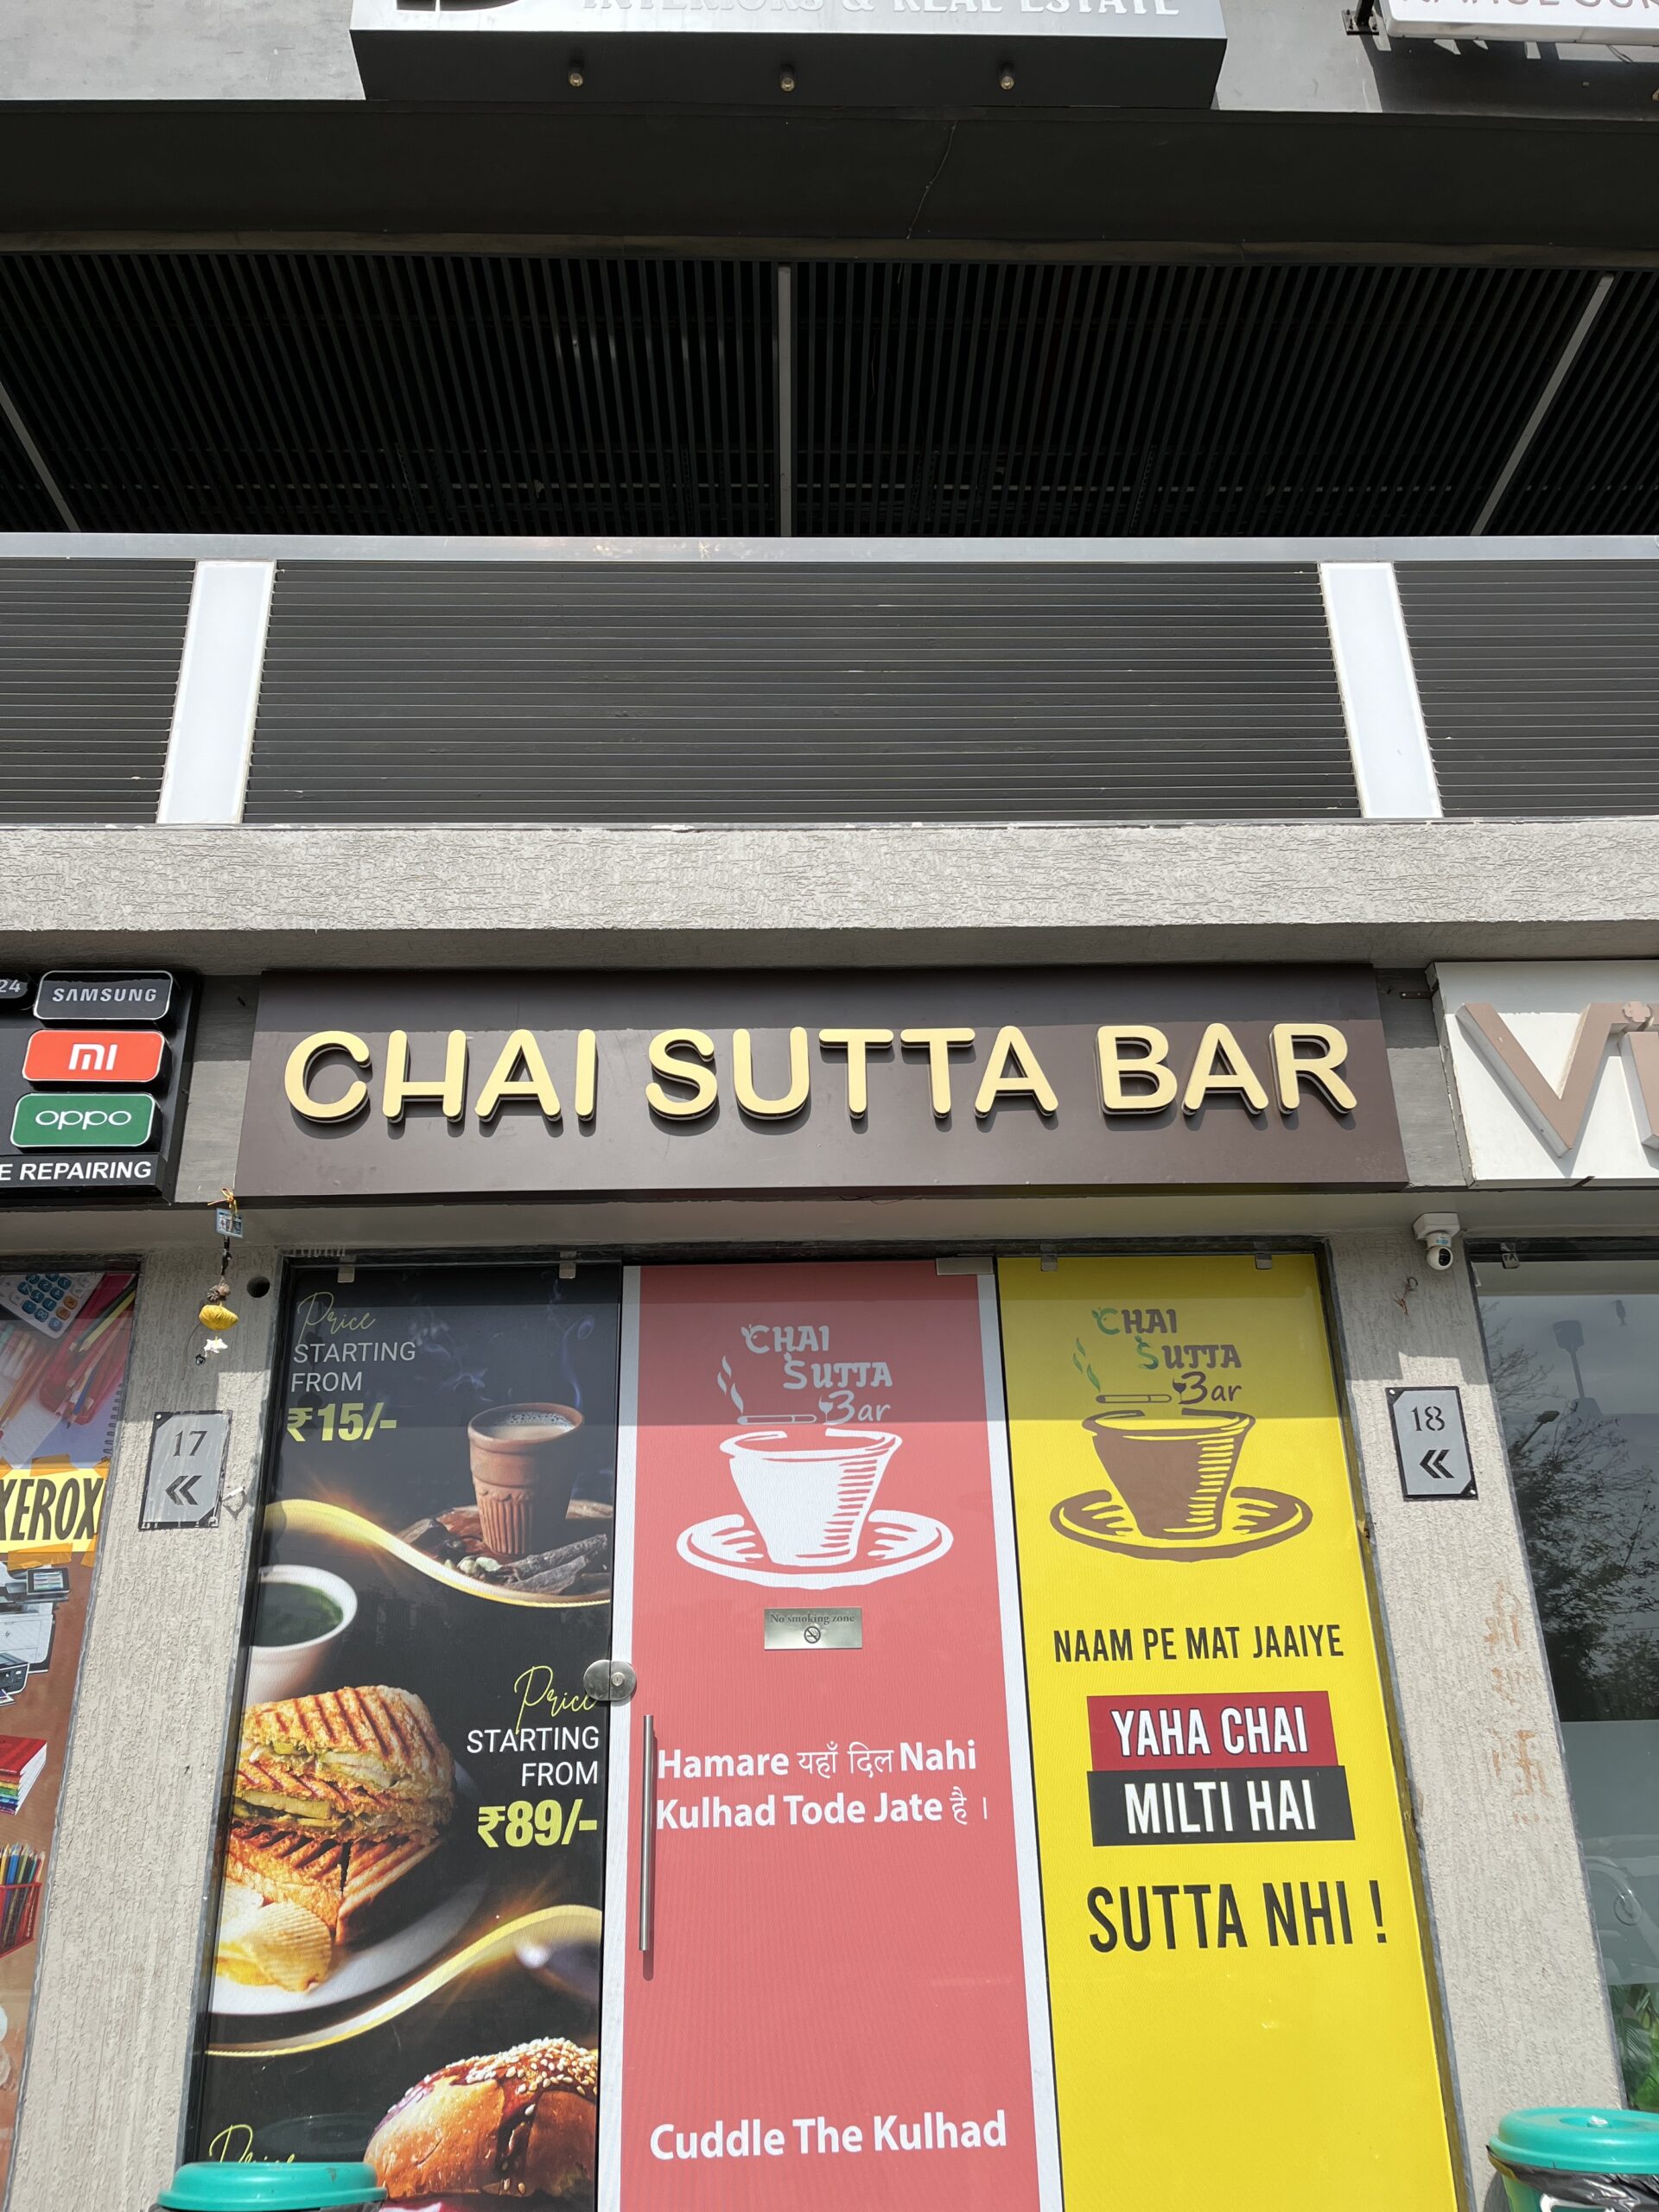 INTERIORS & REAL ESTATE
24
SAMSUNG
mi
oppo
E REPAIRING
CHAI SUTTA BAR
17
XEROX
Price
STARTING
FROM
₹15/-
Price
STARTING
FROM
₹89/-
Price
CHAI
SUTTA
Bar
No smoking zone
Hamare यहाँ दिल Nahi
Kulhad Tode Jate है ।
Cuddle The Kulhad
CHAI
SUTTA
Bar
NAAM PE MAT JAAIYE
YAHA CHAI
MILTI HAI
SUTTA NHI !
18